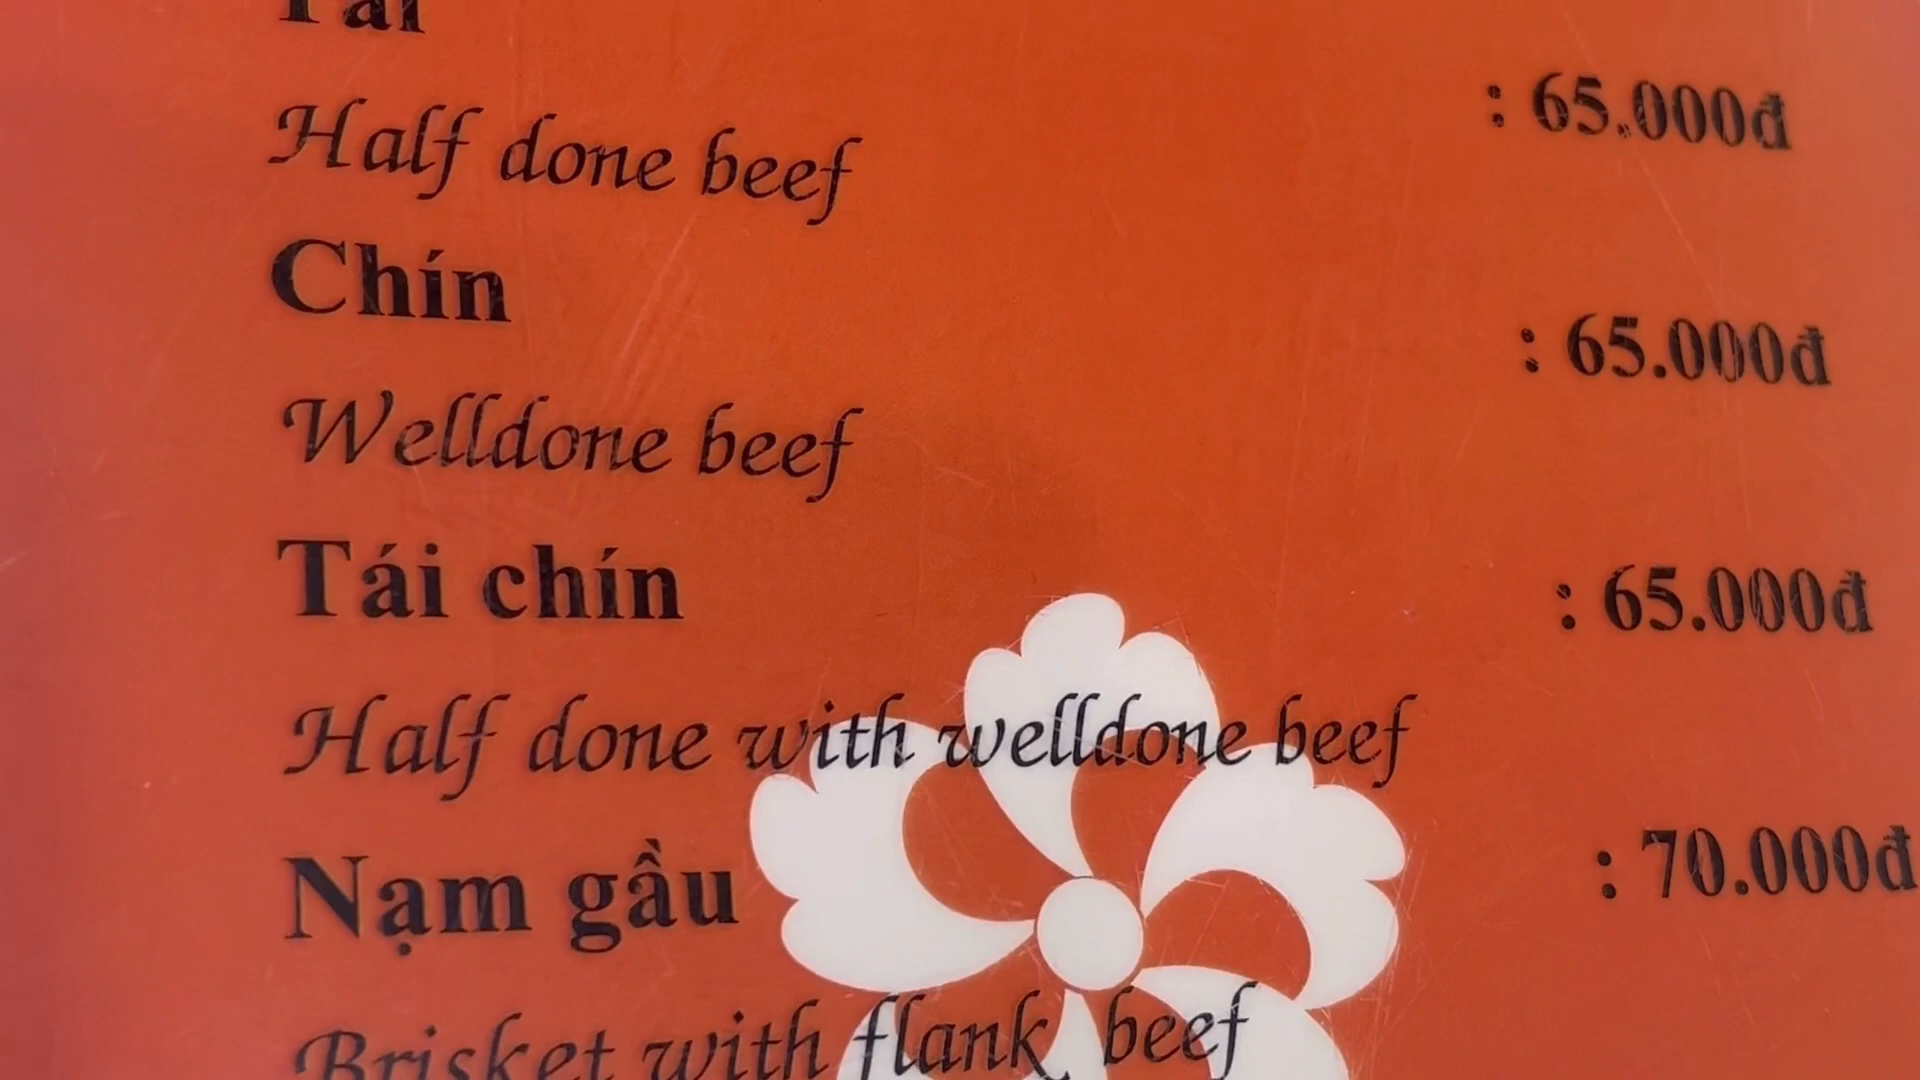 Tái
Half done beef : 65.000đ
Chín
Welldone beef : 65.000đ
Tái chín : 65.000đ
Half done with welldone beef
Nạm gầu : 70.000đ
Brisket with flank beef